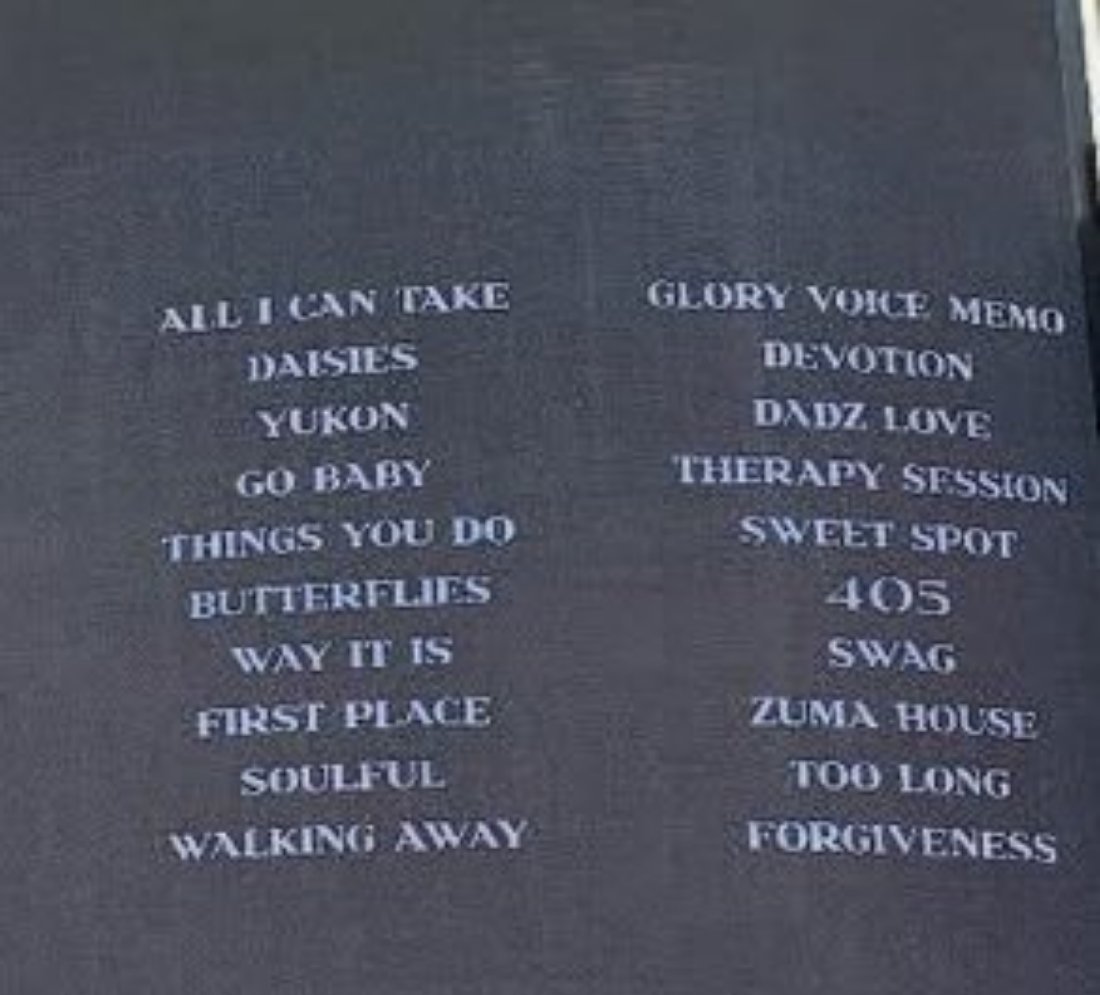 ALL I CAN TAKE
DAISIES
YUKON
GO BABY
THINGS YOU DO
BUTTERFLIES
WAY IT IS
FIRST PLACE
SOULFUL
WALKING AWAY
GLORY VOICE MEMO
DEVOTION
DADZ LOVE
THERAPY SESSION
SWEET SPOT
405
SWAG
ZUMA HOUSE
TOO LONG
FORGIVENESS